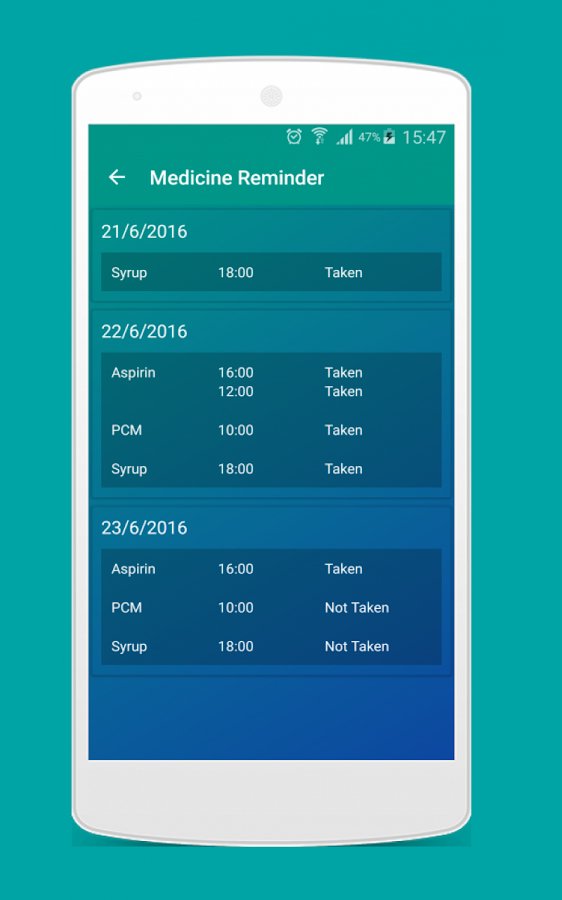 47% 15:47
Medicine Reminder
21/6/2016
Syrup 18:00 Taken
22/6/2016
Aspirin 16:00 Taken
12:00 Taken
PCM 10:00 Taken
Syrup 18:00 Taken
23/6/2016
Aspirin 16:00 Taken
PCM 10:00 Not Taken
Syrup 18:00 Not Taken